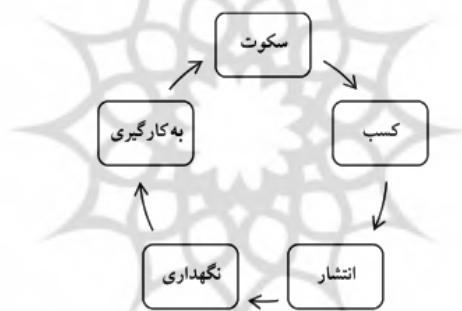 سکوت
کسب
به‌کارگیری
انتشار
نگهداری